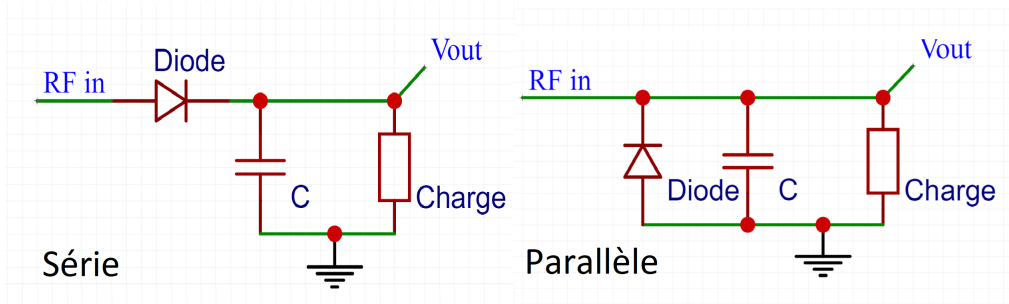 Diode
Vout
RF in
C
Charge
Série
Vout
RF in
Diode
C
Charge
Parallèle